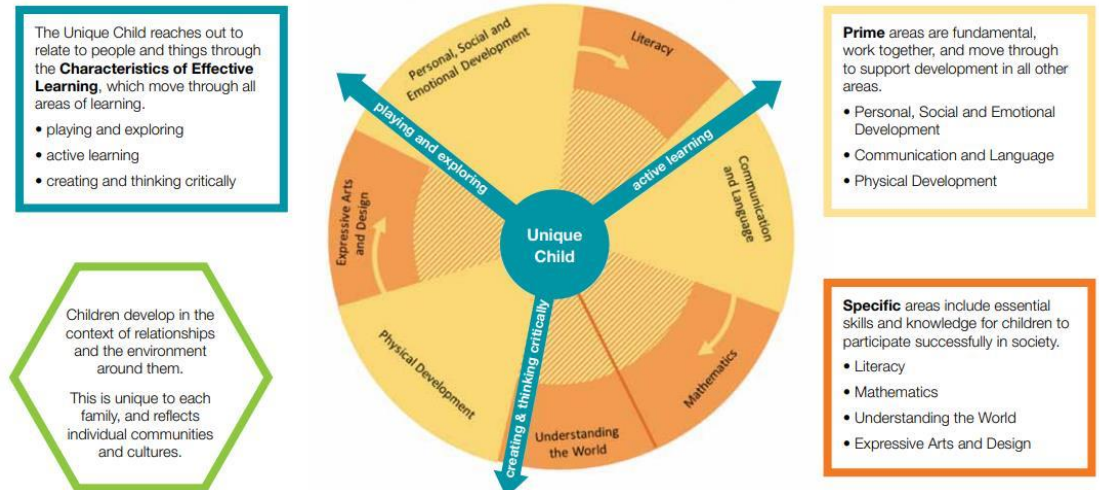 The Unique Child reaches out to
relate to people and things through
the Characteristics of Effective
Learning, which move through all
areas of learning.
• playing and exploring
• active learning
• creating and thinking critically
Children develop in the
context of relationships
and the environment
around them.
This is unique to each
family, and reflects
individual communities
and cultures.
Personal, Social and
Emotional Development
Literacy
playing and exploring
active learning
Communication
and Language
Expressive Arts
and Design
Unique
Child
Physical Development
creating & thinking critically
Mathematics
Understanding
the World
Prime areas are fundamental,
work together, and move through
to support development in all other
areas.
• Personal, Social and Emotional
Development
• Communication and Language
• Physical Development
Specific areas include essential
skills and knowledge for children to
participate successfully in society.
• Literacy
• Mathematics
• Understanding the World
• Expressive Arts and Design